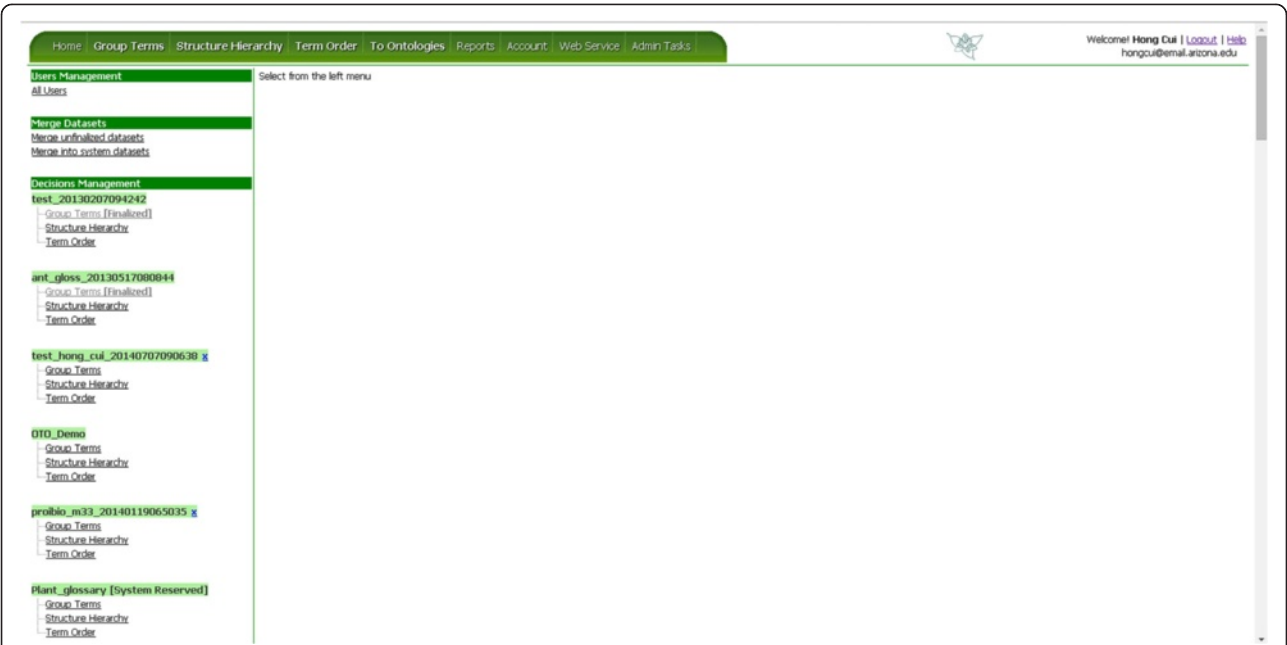 Home Group Terms Structure Hierarchy Term Order To Ontologies Reports Account Web Service Admin Tasks
Welcome! Hong Cui | Logout | Help
hongcui@email.arizona.edu
Users Management
All Users
Select from the left menu
Merge Datasets
Merge unfinalized datasets
Merge into system datasets
Decisions Management
test_20130207094242
Group Terms [Finalized]
Structure Hierarchy
Term Order
ant_gloss_20130517080844
Group Terms [Finalized]
Structure Hierarchy
Term Order
test_hong_cui_20140707090638 x
Group Terms
Structure Hierarchy
Term Order
OTO_Demo
Group Terms
Structure Hierarchy
Term Order
proibio_m33_20140119065035 x
Group Terms
Structure Hierarchy
Term Order
Plant_glossary [System Reserved]
Group Terms
Structure Hierarchy
Term Order